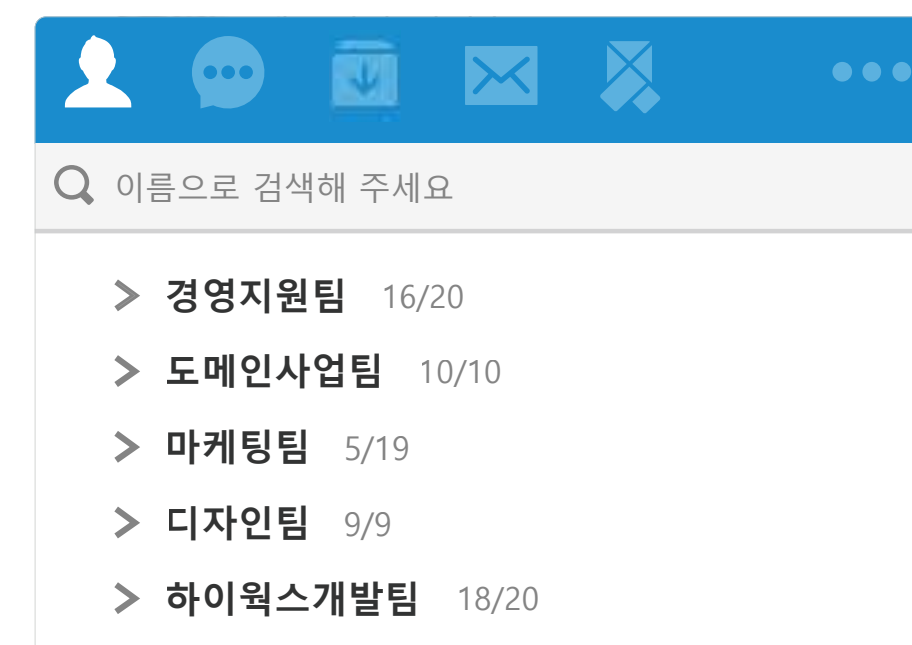 이름으로 검색해 주세요
경영지원팀 16/20
도메인사업팀 10/10
마케팅팀 5/19
디자인팀 9/9
하이웍스개발팀 18/20